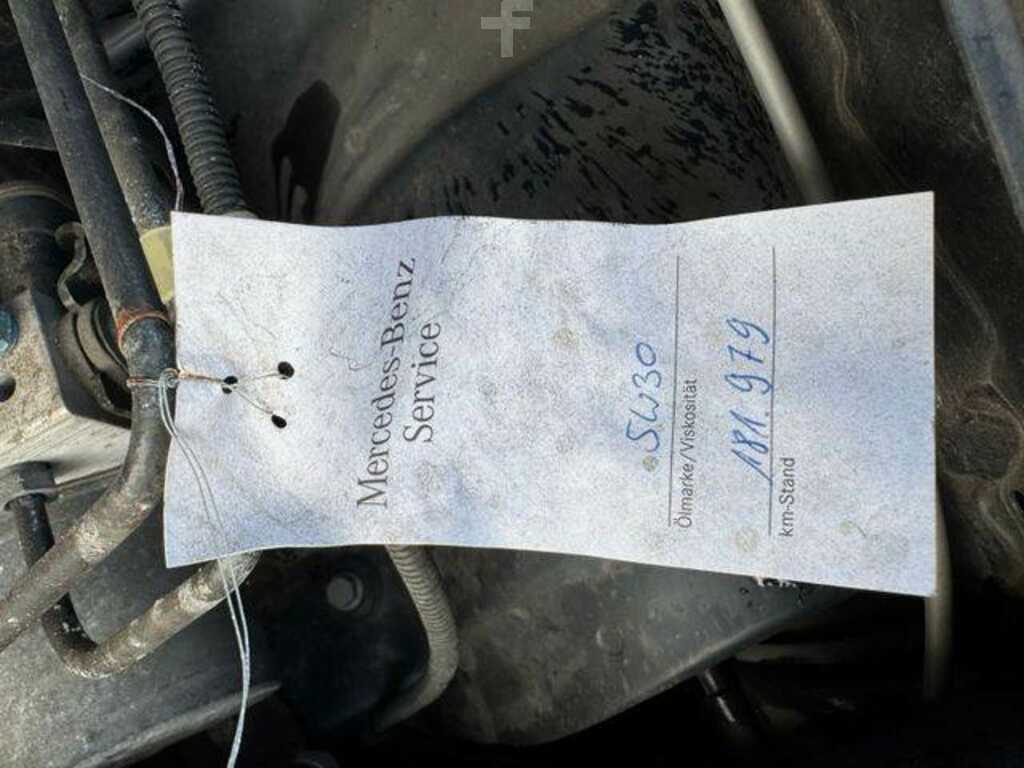 Mercedes-Benz
Service
5W30
Ölmarke/Viskosität
181.979
km-Stand